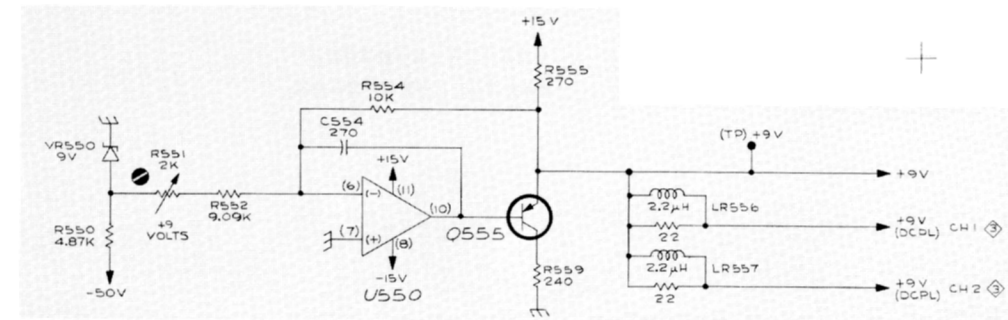 +15V
R555
270
R554
10K
C554
270
(TP) +9V
VR550
9V
R551
2K
+15V
(11)
+9V
2.2µH
LR556
R552
9.09K
(6)
(-)
(10)
+9 VOLTS
22
+9V
(DCPL)
CH1
3
R550
4.87K
(7)
(+)
(8)
Q555
2.2µH
LR557
-50V
-15V
U550
R559
240
22
+9V
(DCPL)
CH2
3